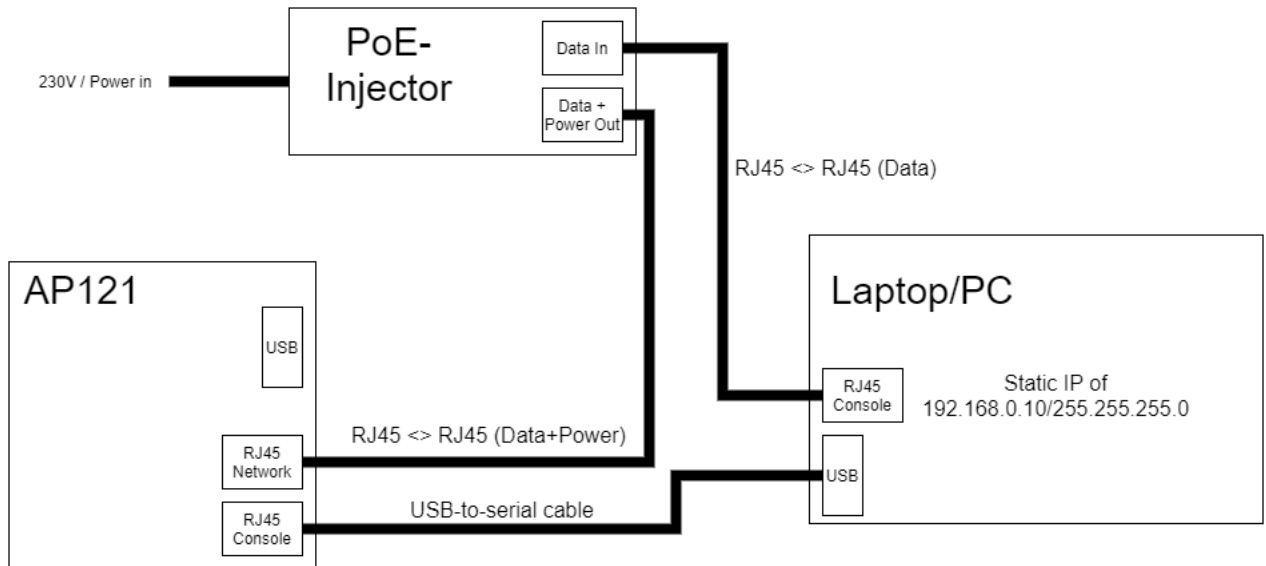 PoE-
Injector
Data In
Data +
Power Out
230V / Power in
RJ45 <> RJ45 (Data)
AP121
USB
RJ45
Network
RJ45
Console
RJ45 <> RJ45 (Data+Power)
USB-to-serial cable
Laptop/PC
RJ45
Console
Static IP of
192.168.0.10/255.255.255.0
USB